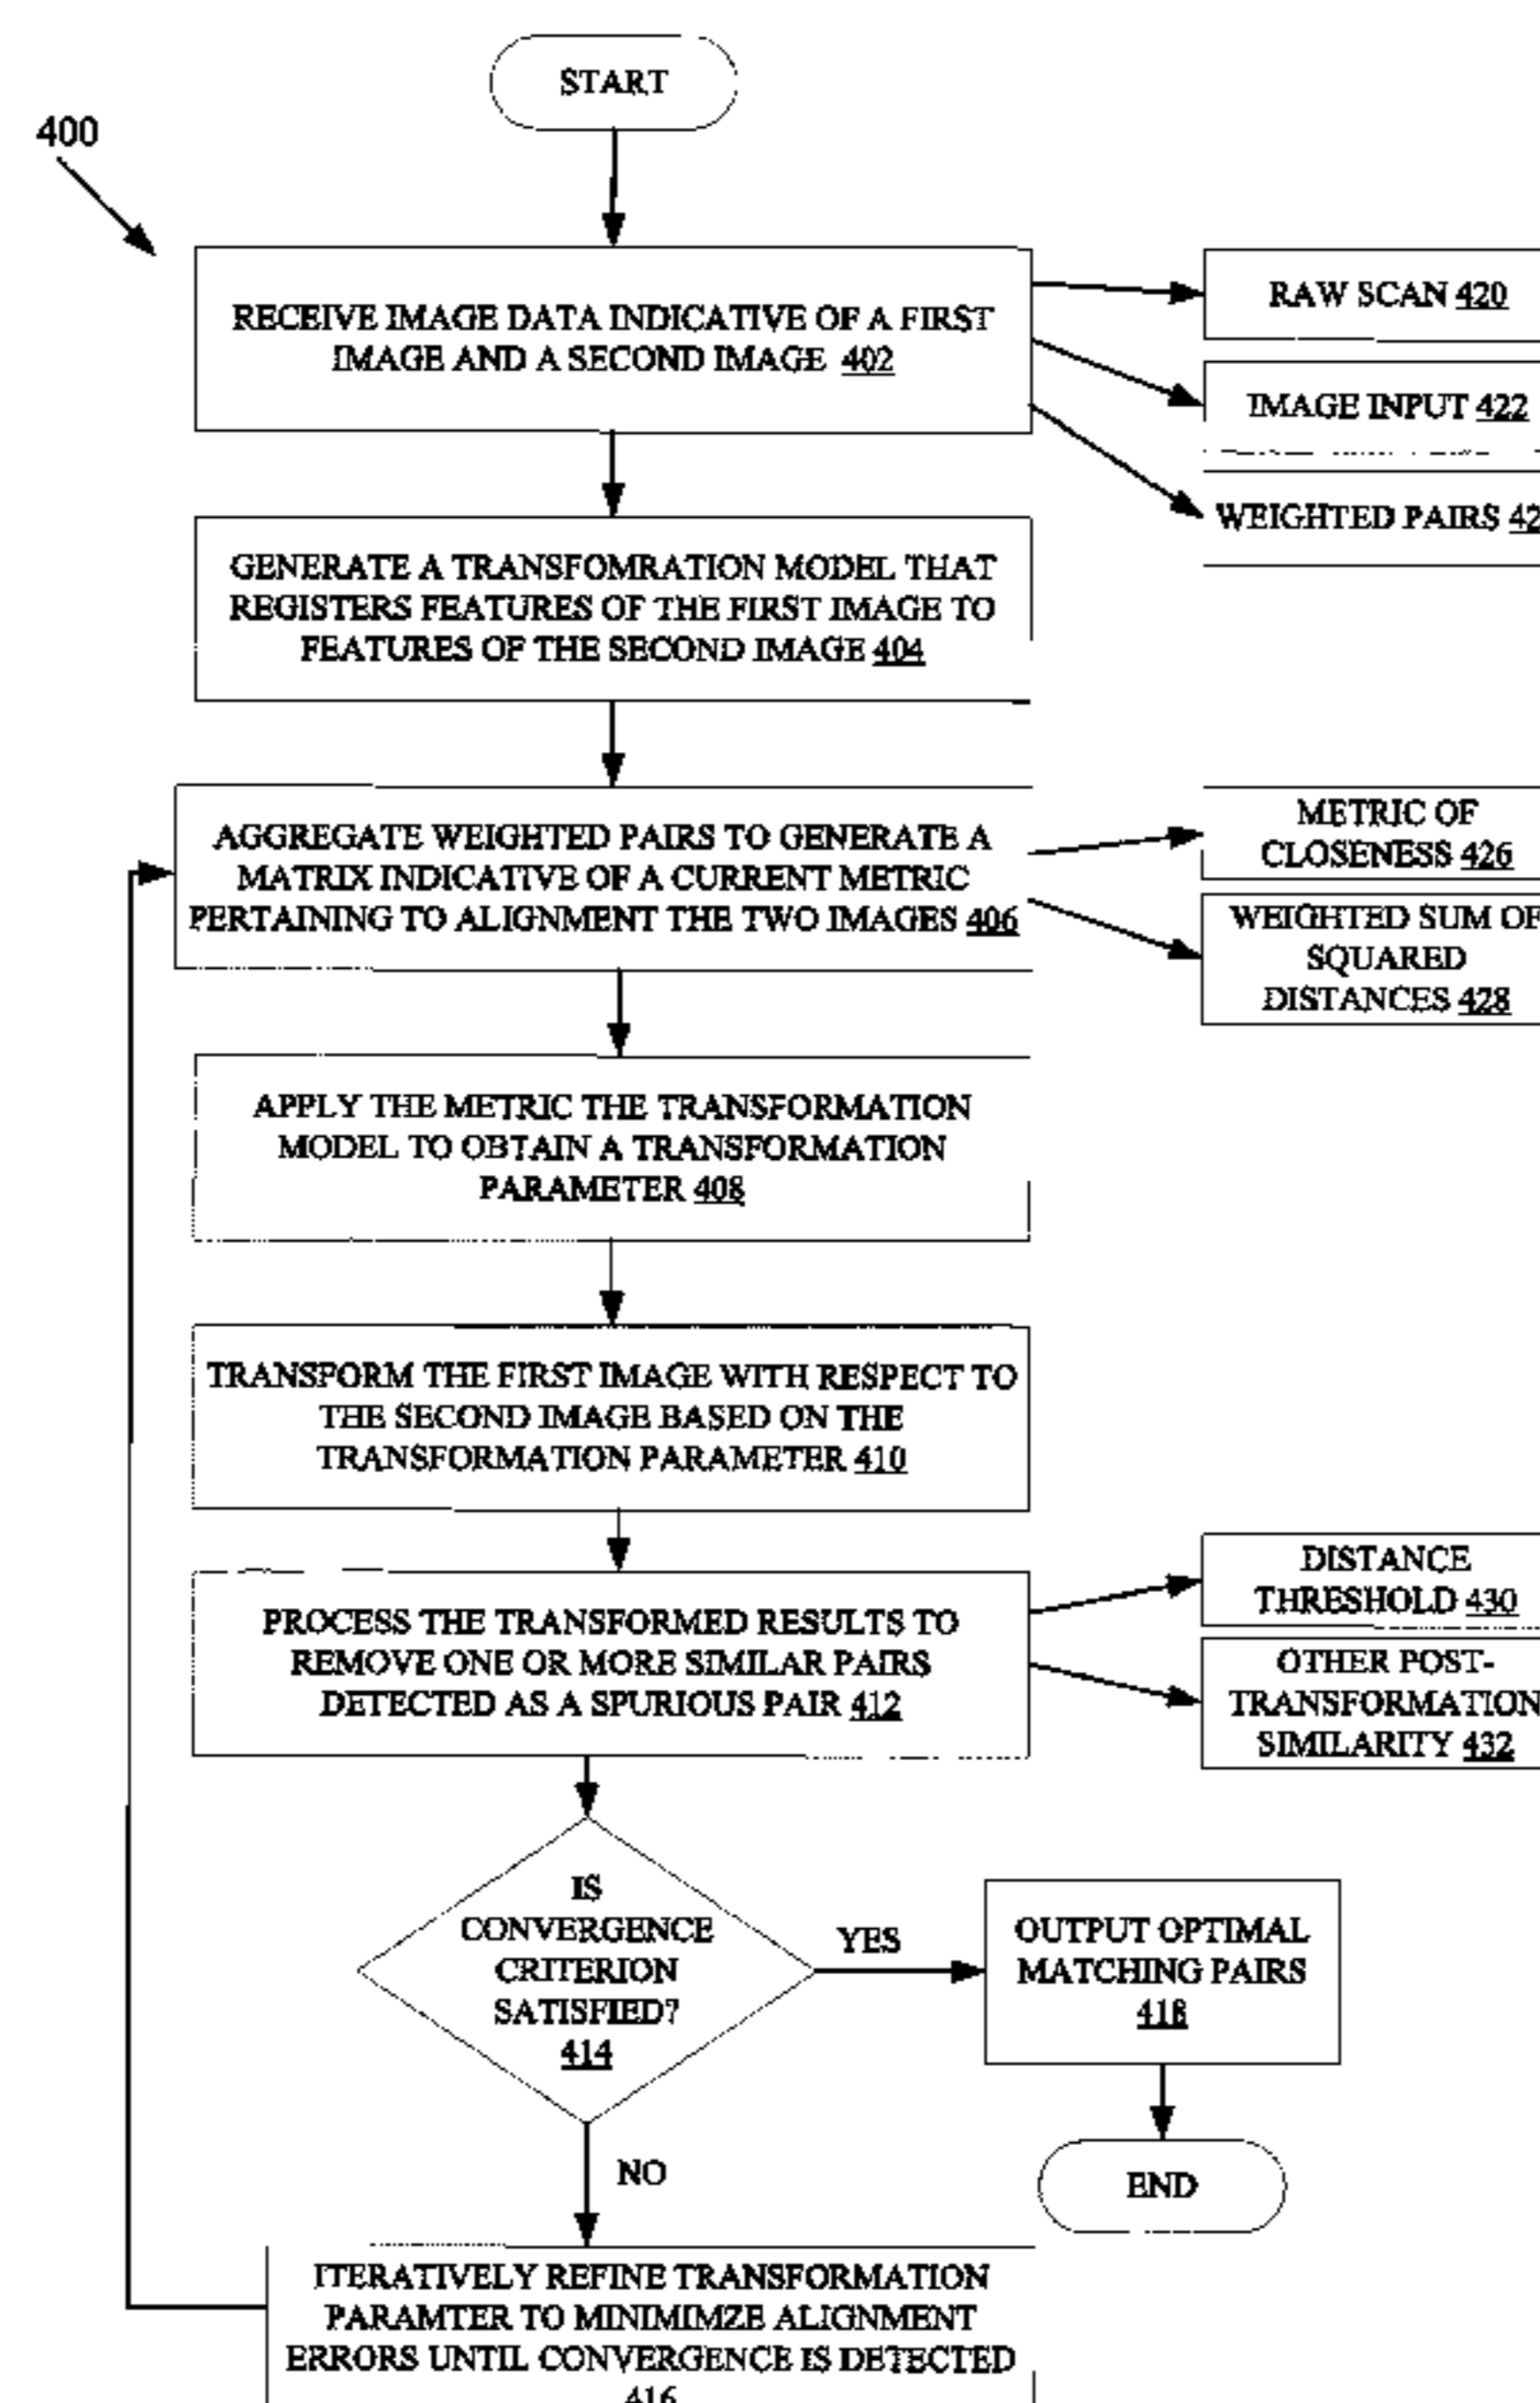 START
400
RECEIVE IMAGE DATA INDICATIVE OF A FIRST
IMAGE AND A SECOND IMAGE 402
RAW SCAN 420
IMAGE INPUT 422
WEIGHTED PAIRS
GENERATE A TRANSFOMRATION MODEL THAT
REGISTERS FEATURES OF THE FIRST IMAGE TO
FEATURES OF THE SECOND IMAGE 404
AGGREGATE WEIGHTED PAIRS TO GENERATE A
MATRIX INDICATIVE OF A CURRENT METRIC
PERTAINING TO ALIGNMENT THE TWO IMAGES 406
METRIC OF
CLOSENESS 426
WEIGHTED SUM OF
SQUARED
DISTANCES 428
APPLY THE METRIC THE TRANSFORMATION
MODEL TO OBTAIN A TRANSFORMATION
PARAMETER 408
TRANSFORM THE FIRST IMAGE WITH RESPECT TO
THE SECOND IMAGE BASED ON THE
TRANSFORMATION PARAMETER 410
PROCESS THE TRANSFORMED RESULTS TO
REMOVE ONE OR MORE SIMILAR PAIRS
DETECTED AS A SPURIOUS PAIR 412
DISTANCE
THRESHOLD 430
OTHER POST-
TRANSFORMATION
SIMILARITY 432
IS
CONVERGENCE
CRITERION
SATISFIED?
414
YES
OUTPUT OPTIMAL
MATCHING PAIRS
418
END
NO
ITERATIVELY REFINE TRANSFORMATION
PARAMTER TO MINIMIMZE ALIGNMENT
ERRORS UNTIL CONVERGENCE IS DETECTED
416